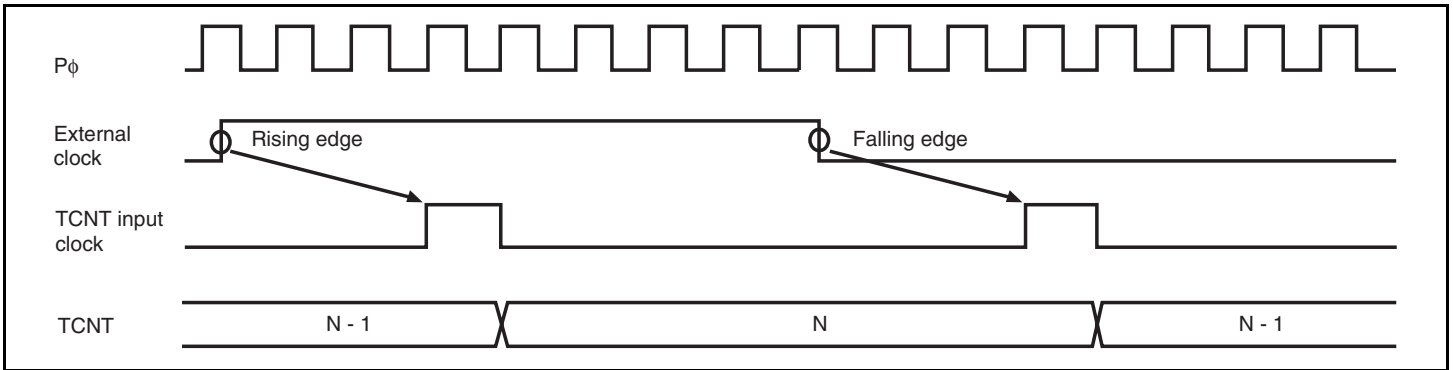 Pϕ
External
clock
Rising edge
Falling edge
TCNT input
clock
TCNT
N - 1
N
N - 1